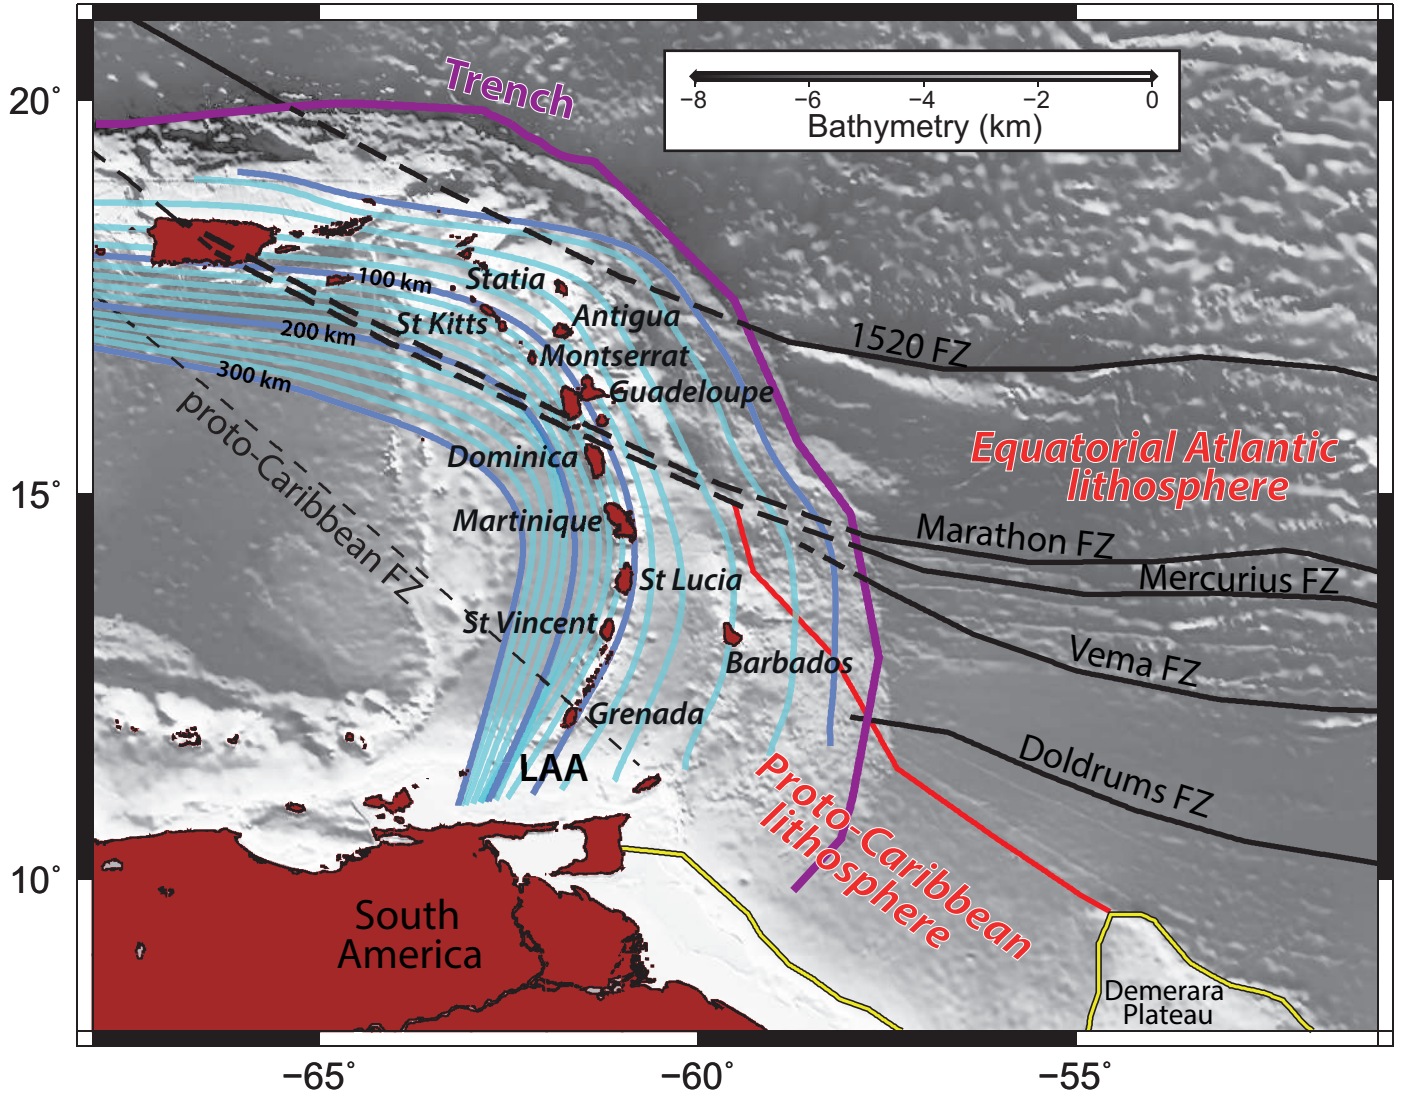 20°
15°
10°
−65°
−60°
−55°
Trench
−8
−6
−4
−2
0
Bathymetry (km)
100 km
200 km
300 km
Statia
St Kitts
Antigua
Montserrat
Guadeloupe
Dominica
Martinique
St Lucia
St Vincent
Barbados
Grenada
LAA
proto-Caribbean FZ
1520 FZ
Equatorial Atlantic
lithosphere
Marathon FZ
Mercurius FZ
Vema FZ
Doldrums FZ
Proto-Caribbean
lithosphere
South
America
Demerara
Plateau